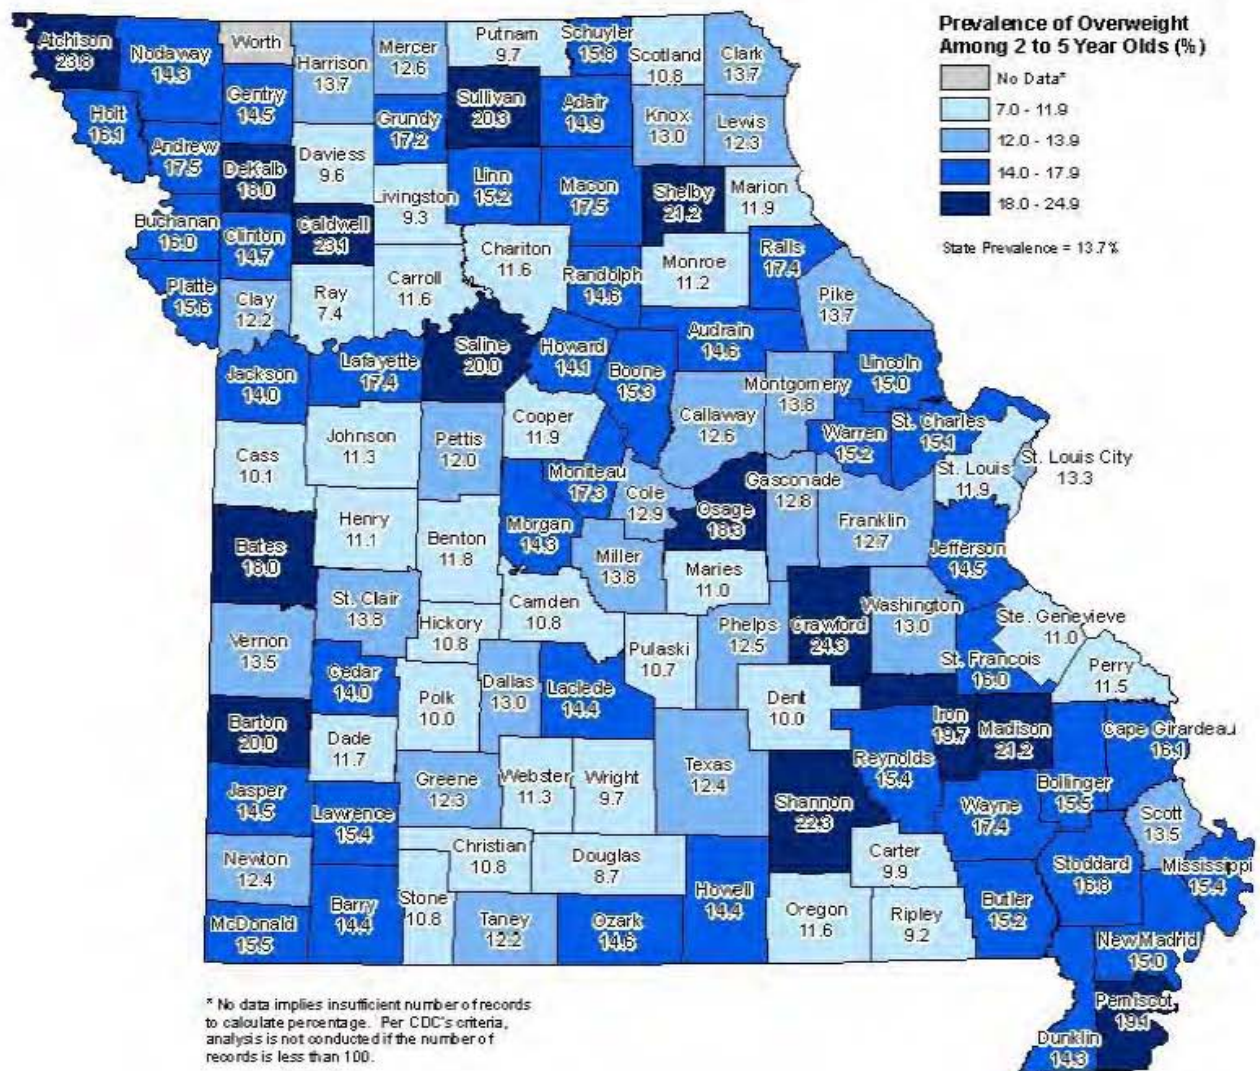 Prevalence of Overweight
Among 2 to 5 Year Olds (%)
No Data*
7.0 - 11.9
12.0 - 13.9
14.0 - 17.9
18.0 - 24.9
State Prevalence = 13.7%
Atchison
23.8
Nodaway
14.3
Worth
Harrison
13.7
Mercer
12.6
Putnam
9.7
Schuyler
15.8
Scotland
10.8
Clark
13.7
Holt
16.1
Gentry
14.5
Grundy
17.2
Sullivan
20.3
Adair
14.9
Knox
13.0
Lewis
12.3
Andrew
17.5
DeKalb
18.0
Daviess
9.6
Livingston
9.3
Linn
15.2
Macon
17.5
Shelby
21.2
Marion
11.9
Buchanan
16.0
Clinton
14.7
Caldwell
23.1
Chariton
11.6
Randolph
14.6
Monroe
11.2
Ralls
17.4
Platte
15.6
Clay
12.2
Ray
7.4
Carroll
11.6
Pike
13.7
Jackson
14.0
Lafayette
17.4
Saline
20.0
Howard
14.1
Boone
15.3
Audrain
14.6
Montgomery
13.8
Lincoln
15.0
Cass
10.1
Johnson
11.3
Pettis
12.0
Cooper
11.9
Callaway
12.6
Warren
15.2
St. Charles
15.1
St. Louis
11.9
St. Louis City
13.3
Moniteau
17.3
Cole
12.9
Osage
18.3
Gasconade
12.8
Franklin
12.7
Henry
11.1
Benton
11.8
Morgan
14.3
Bates
18.0
Miller
13.8
Maries
11.0
Jefferson
14.5
St. Clair
13.8
Hickory
10.8
Camden
10.8
Pulaski
10.7
Phelps
12.5
Crawford
24.3
Washington
13.0
Ste. Genevieve
11.0
Vernon
13.5
Cedar
14.0
Polk
10.0
Dallas
13.0
Laclede
14.4
Dent
10.0
St. Francois
16.0
Perry
11.5
Barton
20.0
Dade
11.7
Iron
19.7
Madison
21.2
Cape Girardeau
16.1
Jasper
14.5
Greene
12.3
Webster
11.3
Wright
9.7
Texas
12.4
Reynolds
15.4
Bollinger
15.5
Lawrence
15.4
Shannon
22.3
Wayne
17.4
Scott
13.5
Newton
12.4
Christian
10.8
Douglas
8.7
Carter
9.9
Stoddard
16.8
Mississippi
15.4
McDonald
15.5
Barry
14.4
Stone
10.8
Taney
12.2
Ozark
14.6
Howell
14.4
Oregon
11.6
Ripley
9.2
Butler
15.2
New Madrid
15.0
Pemiscot
19.1
Dunklin
14.3
* No data implies insufficient number of records
to calculate percentage. Per CDC's criteria,
analysis is not conducted if the number of
records is less than 100.